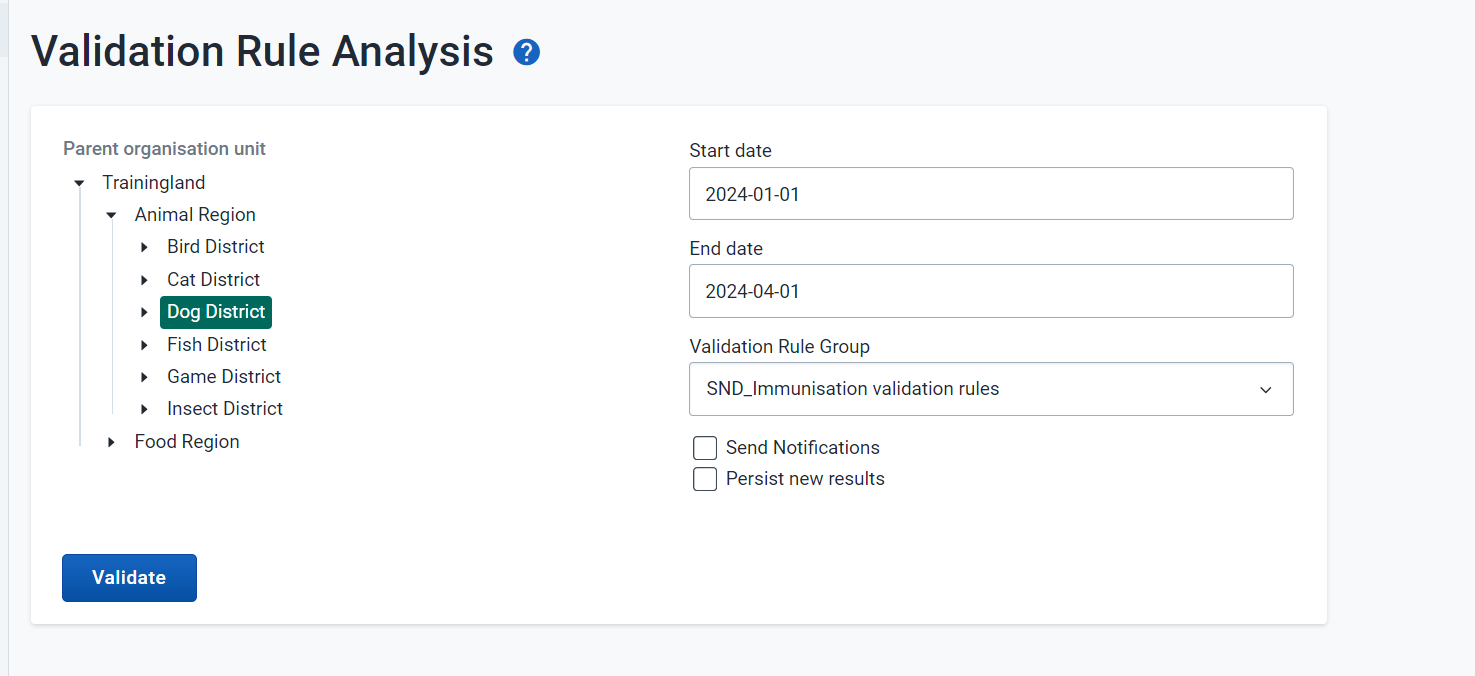 Validation Rule Analysis ?
Parent organisation unit
Trainingland
Animal Region
Bird District
Cat District
Dog District
Fish District
Game District
Insect District
Food Region
Start date
2024-01-01
End date
2024-04-01
Validation Rule Group
SND_Immunisation validation rules
Send Notifications
Persist new results
Validate